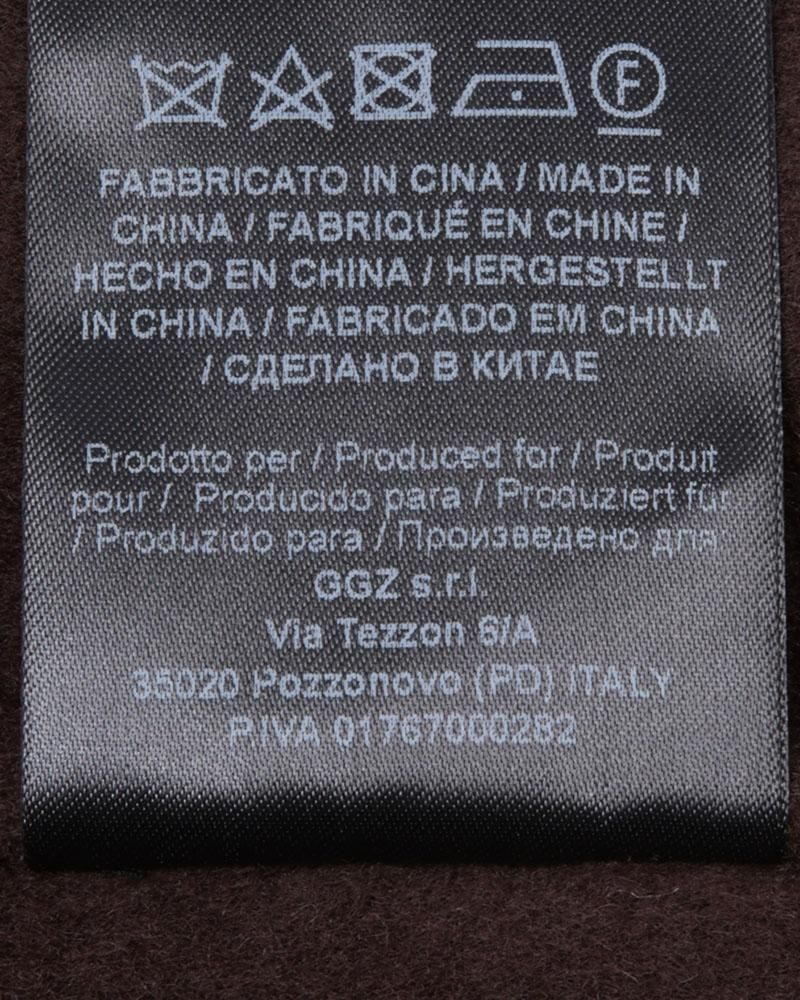 F
FABBRICATO IN CINA / MADE IN
CHINA / FABRIQUÉ EN CHINE /
HECHO EN CHINA / HERGESTELLT
IN CHINA / FABRICADO EM CHINA
/ СДЕЛАНО В КИТАЕ
Prodotto per / Produced for / Produit
pour / Producido para / Produziert für
/ Produzido para / Произведено для
GGZ s.r.l.
Via Tezzon 6/A
35020 Pozzonovo (PD) ITALY
P.IVA 01767000282